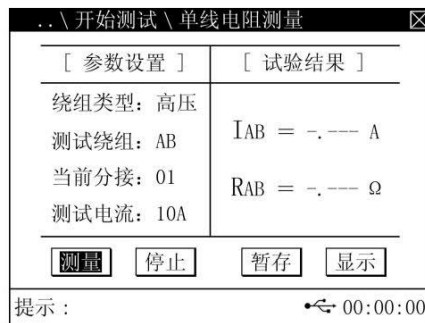 ..\开始测试\单线电阻测量
[ 参数设置 ] [ 试验结果 ]
绕组类型: 高压
测试绕组: AB
当前分接: 01
测试电流: 10A
IAB = -.--- A
RAB = -.--- Ω
测量 停止 暂存 显示
提示: 00:00:00